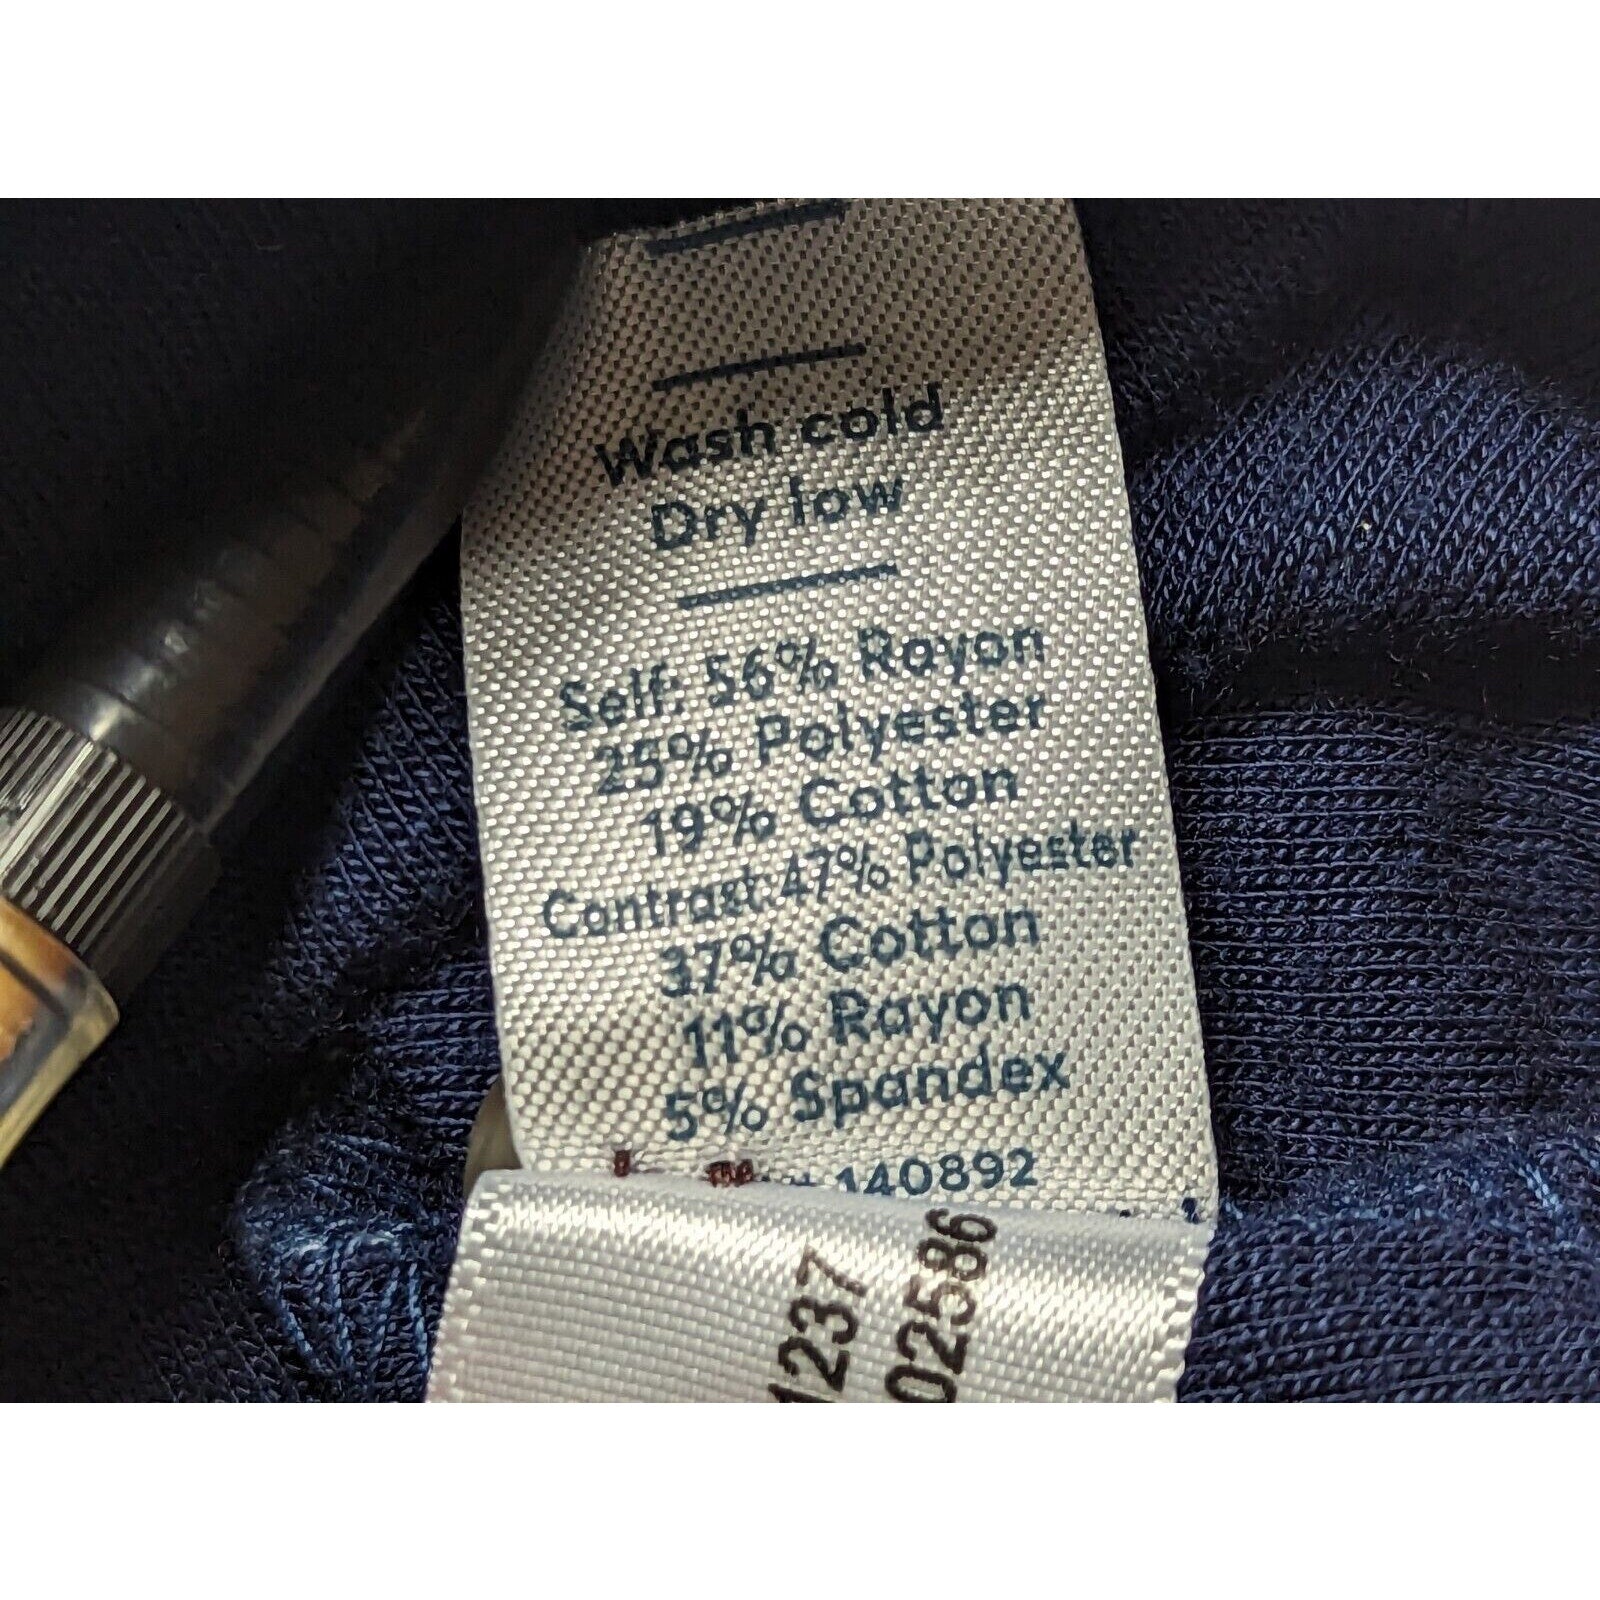 Wash cold
Dry low
Self: 56% Rayon
25% Polyester
19% Cotton
Contrast: 47% Polyester
37% Cotton
11% Rayon
5% Spandex
# 140892
1237
02586